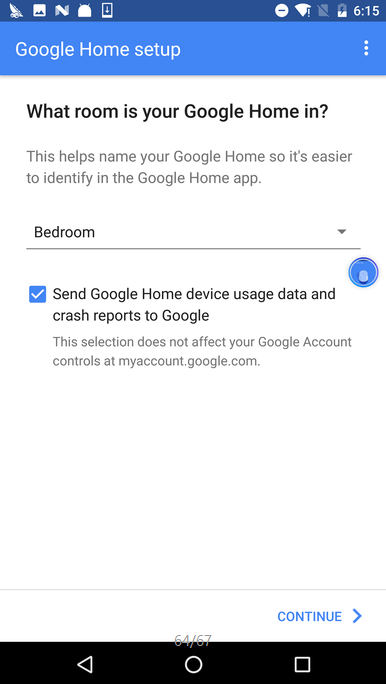 6:15
Google Home setup
What room is your Google Home in?
This helps name your Google Home so it's easier
to identify in the Google Home app.
Bedroom
Send Google Home device usage data and
crash reports to Google
This selection does not affect your Google Account
controls at myaccount.google.com.
CONTINUE
64/67